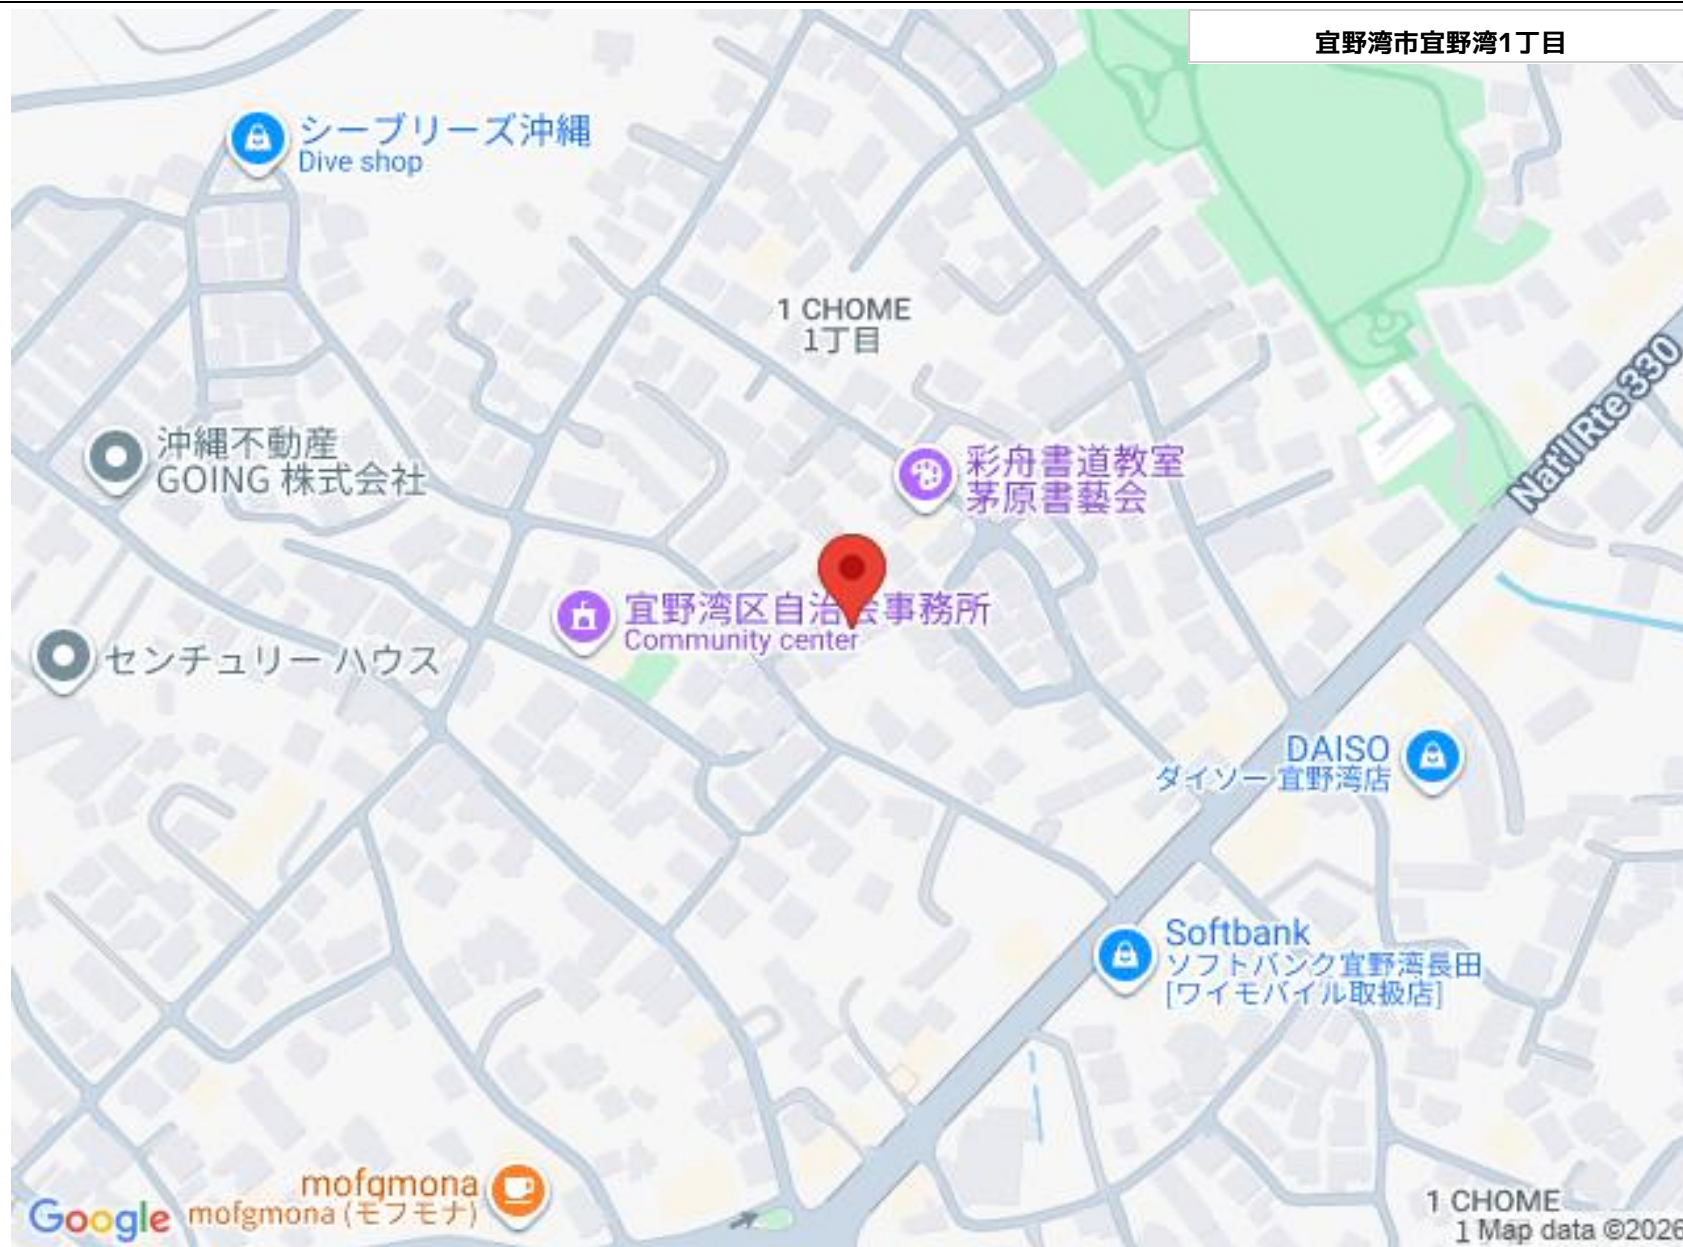 宜野湾市宜野湾1丁目
シーブリーズ沖縄
Dive shop
1 CHOME
1丁目
Nat'l Rte 330
沖縄不動産
GOING 株式会社
彩舟書道教室
茅原書藝会
宜野湾区自治会事務所
Community center
センチュリー ハウス
DAISO
ダイソー 宜野湾店
Softbank
ソフトバンク宜野湾長田
[ワイモバイル取扱店]
mofgmona
mofgmona (モフモナ)
Google
1 CHOME
1
Map data ©2026